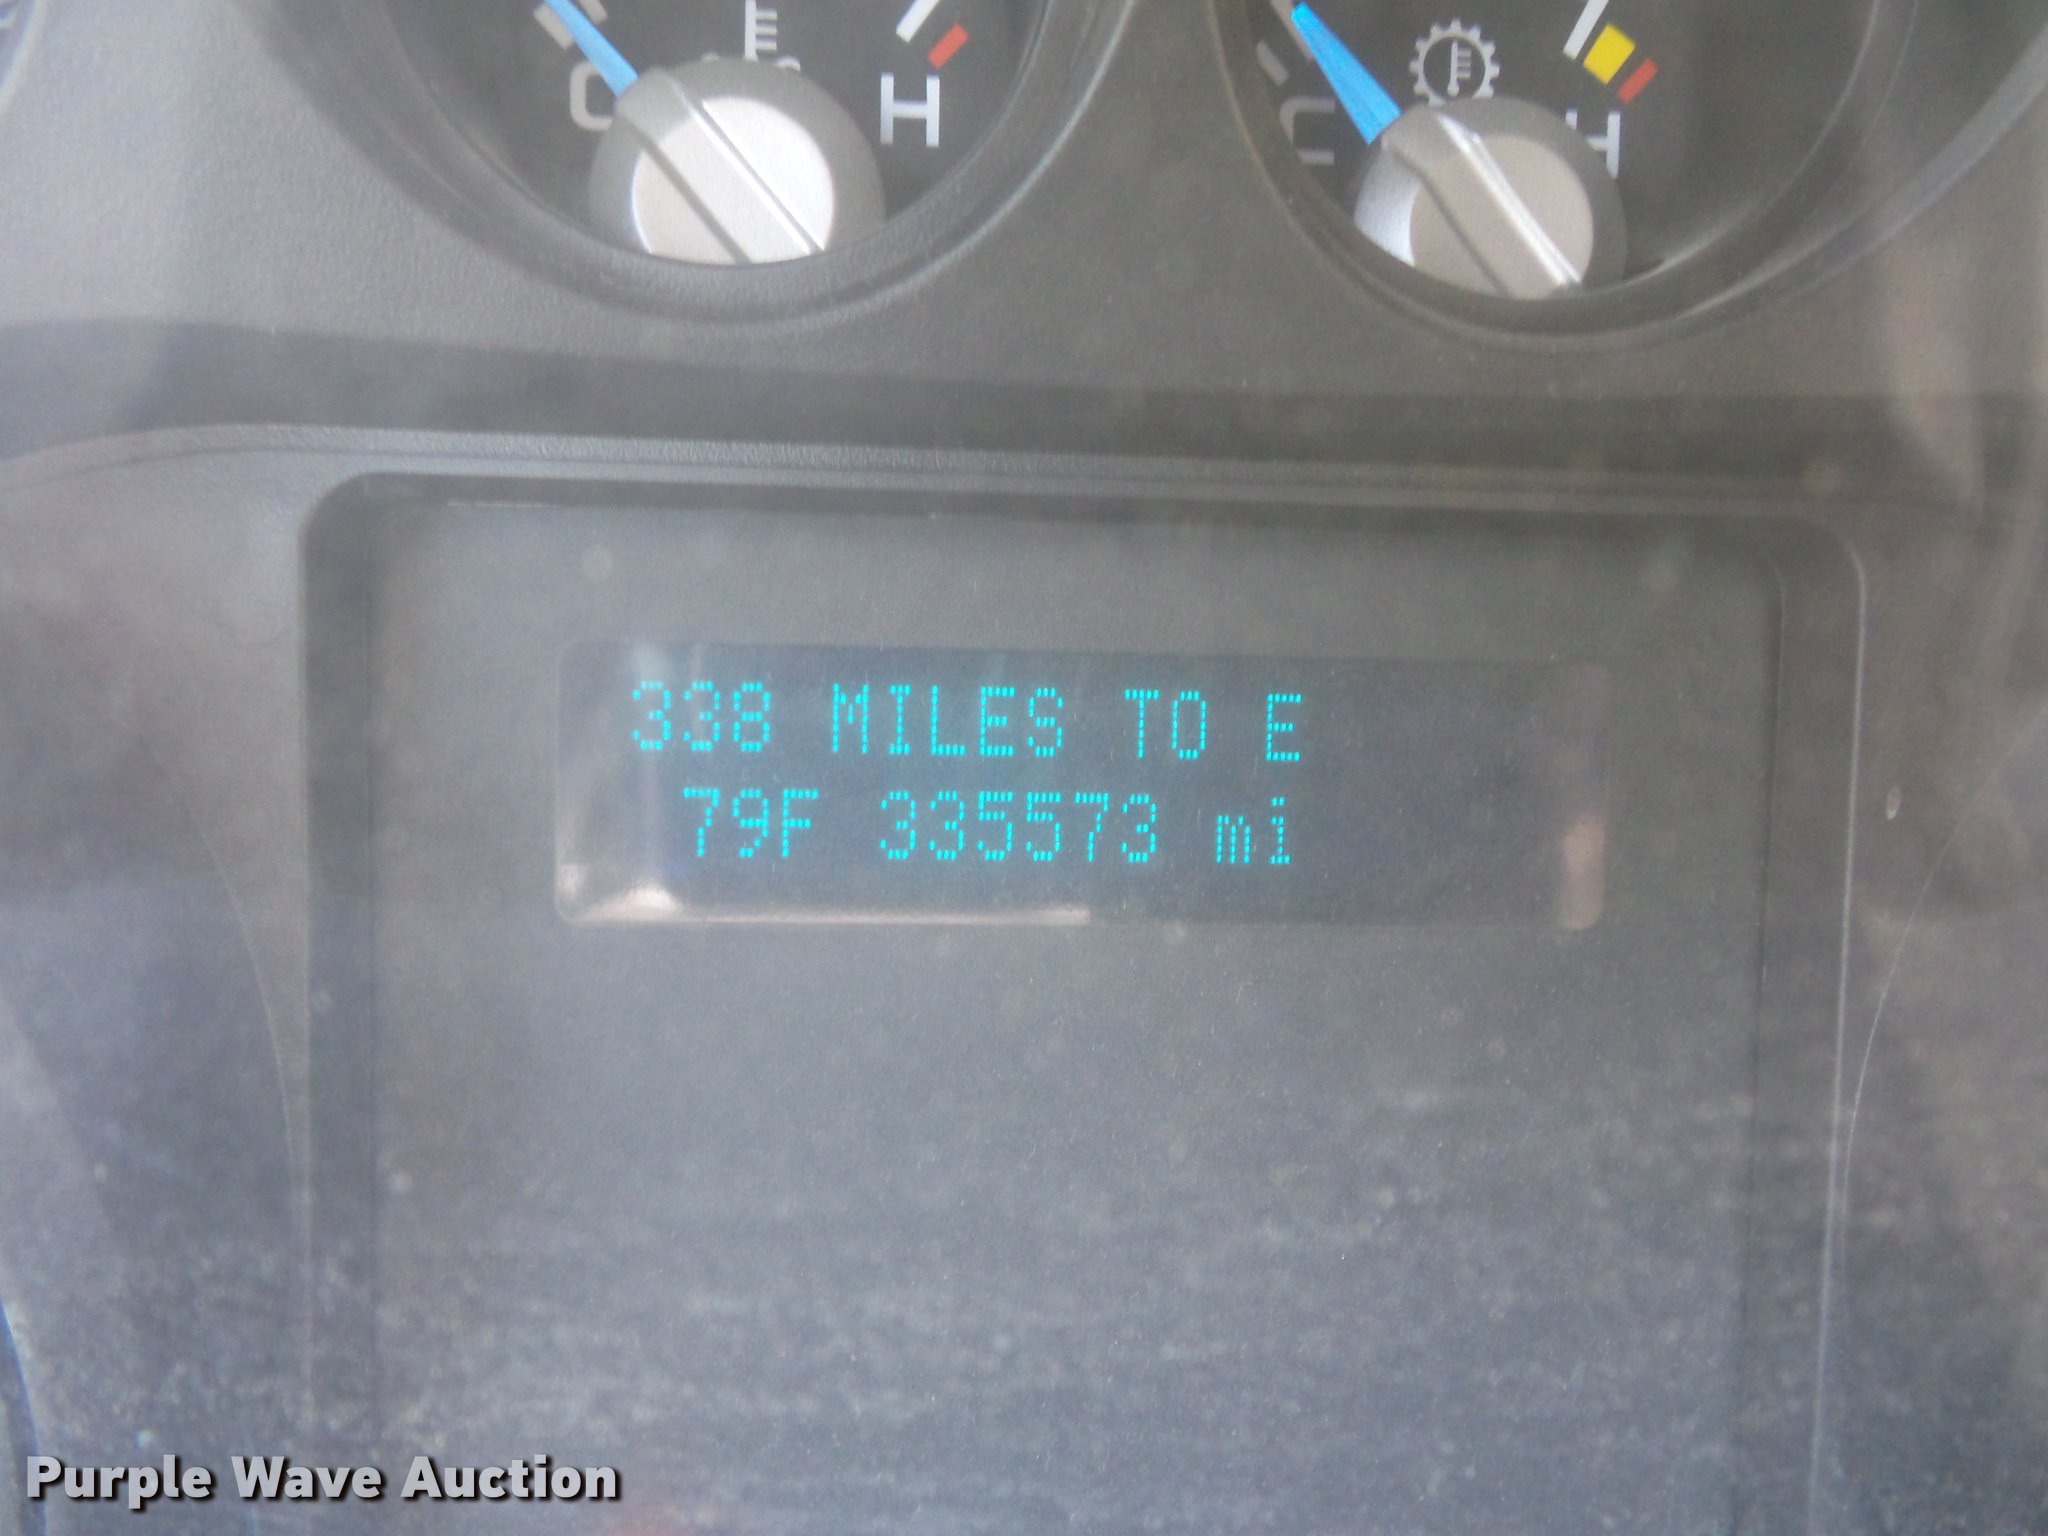 C H
C H
338 MILES TO E
79F 335573 mi
Purple Wave Auction